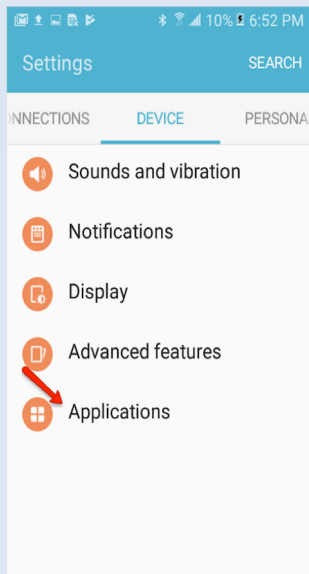 10% 6:52 PM
Settings SEARCH
NNECTIONS DEVICE PERSONA
Sounds and vibration
Notifications
Display
Advanced features
Applications